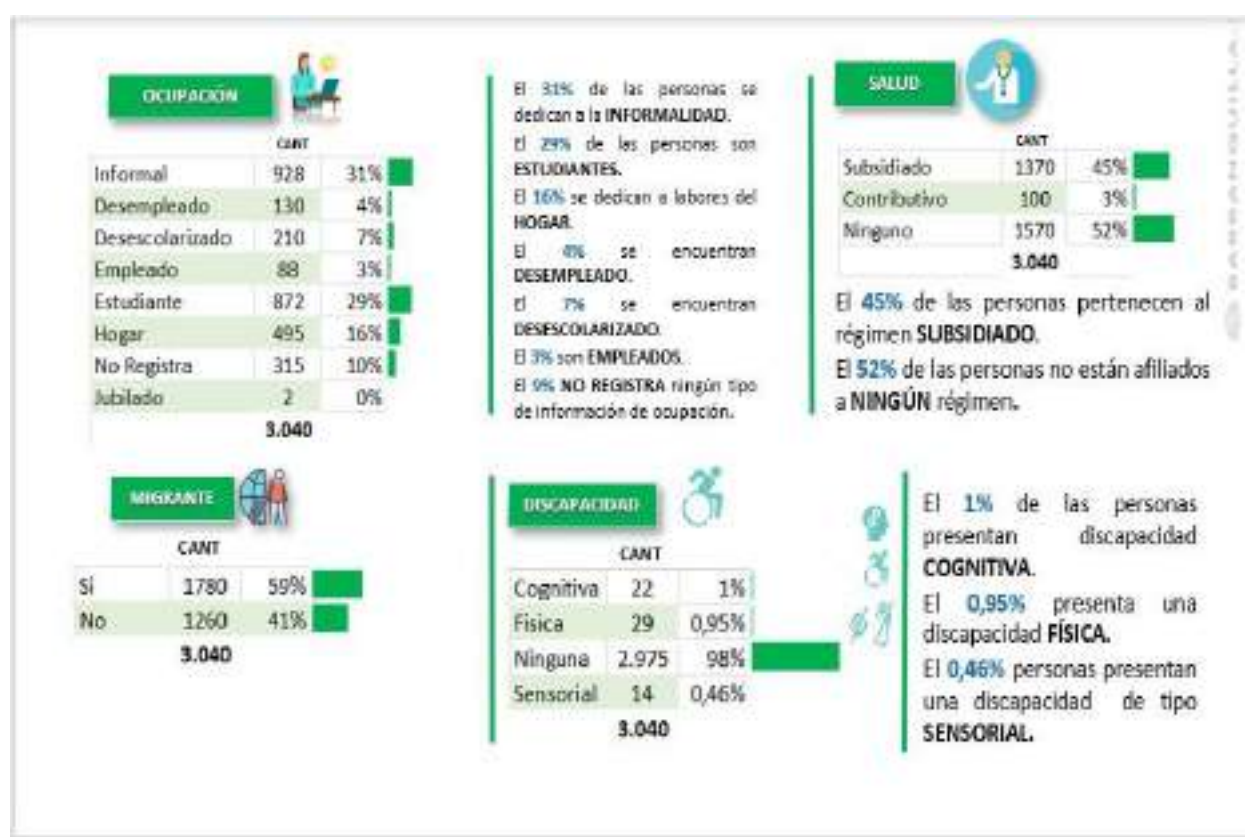 OCUPACIÓN
CANT
Informal 928 31%
Desempleado 130 4%
Desescolarizado 210 7%
Empleado 88 3%
Estudiante 872 29%
Hogar 495 16%
No Registra 315 10%
Jubilado 2 0%
3.040
El 31% de las personas se
dedican a la INFORMALIDAD.
El 29% de las personas son
ESTUDIANTES.
El 16% se dedican a labores del
HOGAR.
El 4% se encuentran
DESEMPLEADO.
El 7% se encuentran
DESESCOLARIZADO.
El 3% son EMPLEADOS.
El 9% NO REGISTRA ningún tipo
de información de ocupación.
SALUD
CANT
Subsidiado 1370 45%
Contributivo 100 3%
Ninguno 1570 52%
3.040
El 45% de las personas pertenecen al
régimen SUBSIDIADO.
El 52% de las personas no están afiliados
a NINGÚN régimen.
MIGRANTE
CANT
Si 1780 59%
No 1260 41%
3.040
DISCAPACIDAD
CANT
Cognitiva 22 1%
Fisica 29 0,95%
Ninguna 2.975 98%
Sensorial 14 0,46%
3.040
El 1% de las personas
presentan discapacidad
COGNITIVA.
El 0,95% presenta una
discapacidad FÍSICA.
El 0,46% personas presentan
una discapacidad de tipo
SENSORIAL.